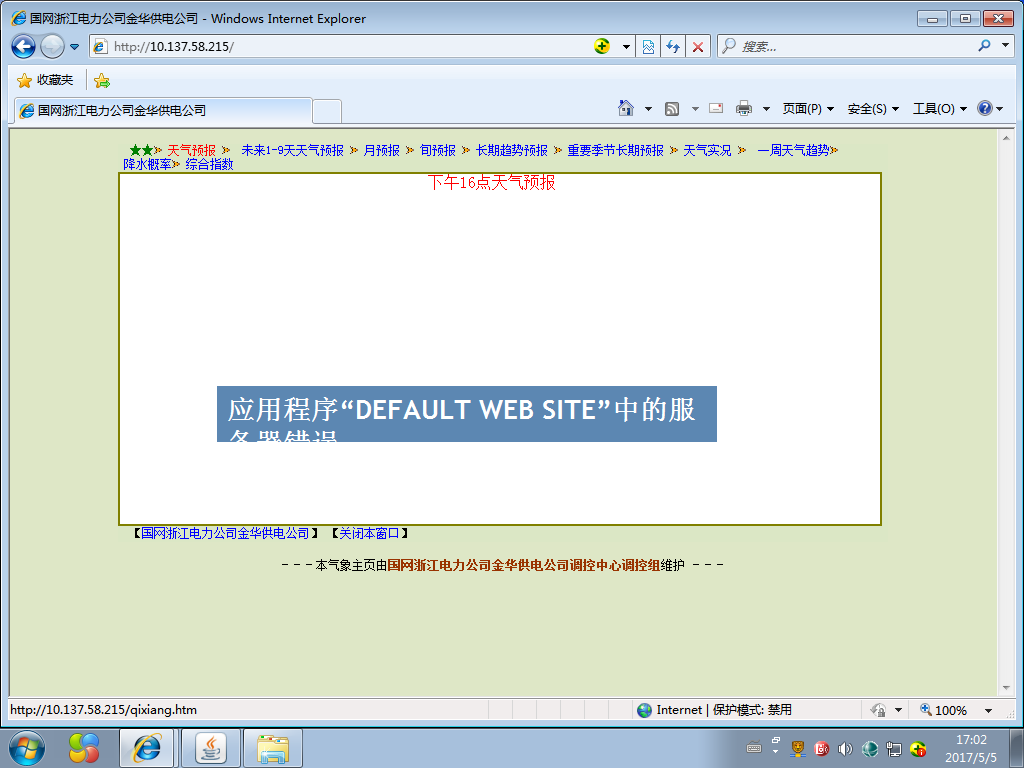 国网浙江电力公司金华供电公司 - Windows Internet Explorer
http://10.137.58.215/
搜索...
收藏夹
国网浙江电力公司金华供电公司
页面(P)
安全(S)
工具(O)
★★ 天气预报 未来1-9天天气预报 月预报 旬预报 长期趋势预报 重要季节长期预报 天气实况 一周天气趋势
降水概率 综合指数
下午16点天气预报
应用程序“DEFAULT WEB SITE”中的服
务器错误
【国网浙江电力公司金华供电公司】 【关闭本窗口】
- - - 本气象主页由国网浙江电力公司金华供电公司调控中心调控组维护 - - -
http://10.137.58.215/qixiang.htm
Internet | 保护模式: 禁用
100%
17:02
2017/5/5